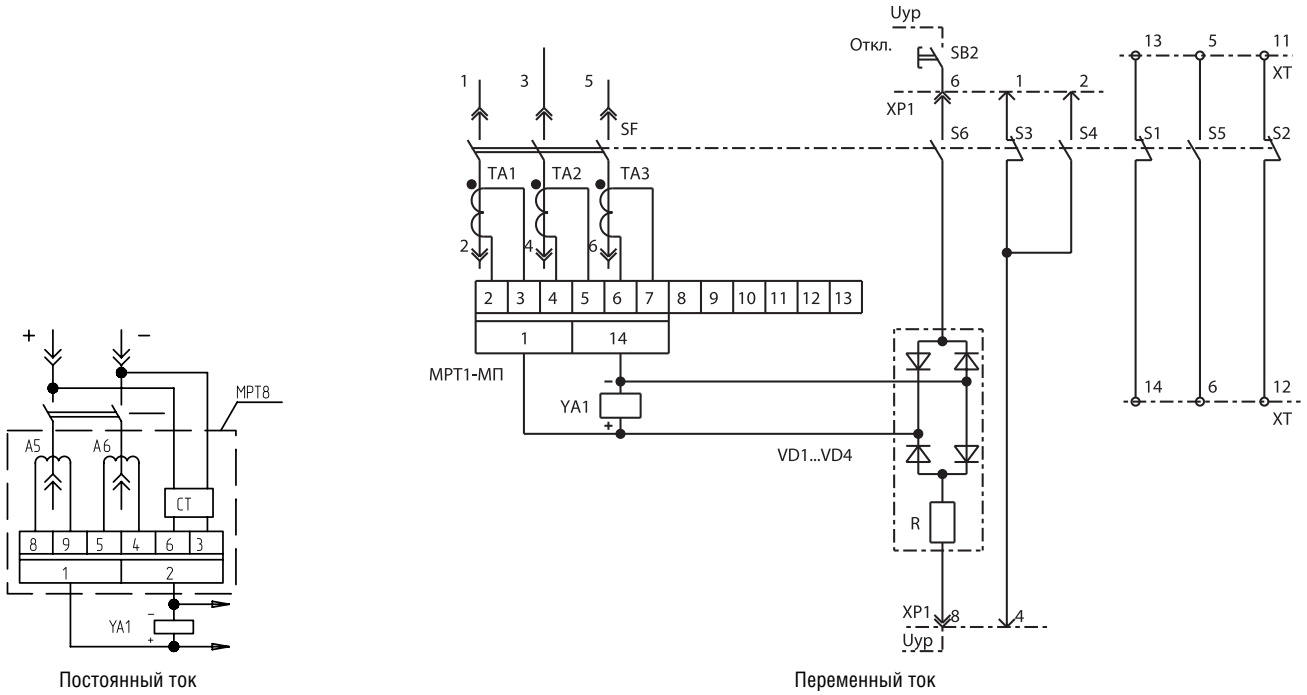 Uyp
Откл.
SB2
13 5 11
XT
1 3 5
6 1 2
XP1
SF
S6 S3 S4 S1 S5 S2
TA1 TA2 TA3
2 4 6
2 3 4 5 6 7 8 9 10 11 12 13
1 14
МРТ1-МП
+ −
МРТ8
−
YA1
+
14 6 12
XT
A5 A6
VD1...VD4
СТ
R
8 9 5 4 6 3
1 2
−
YA1
+
XP1
8 4
Uyp
Постоянный ток
Переменный ток